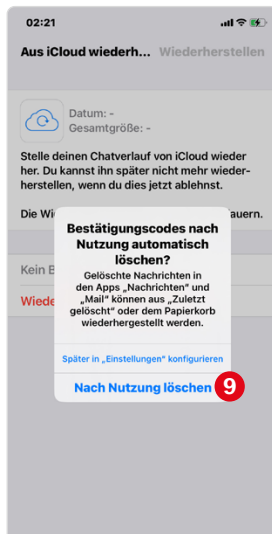 02:21
Aus iCloud wiederh... Wiederherstellen
Datum: -
Gesamtgröße: -
Stelle deinen Chatverlauf von iCloud wieder
her. Du kannst ihn später nicht mehr wieder-
herstellen, wenn du dies jetzt ablehnst.
Die Wi
auern.
Bestätigungscodes nach
Nutzung automatisch
löschen?
Kein B
Gelöschte Nachrichten in
den Apps „Nachrichten“ und
Wiede
„Mail“ können aus „Zuletzt
gelöscht“ oder dem Papierkorb
wiederhergestellt werden.
Später in „Einstellungen“ konfigurieren
Nach Nutzung löschen 9